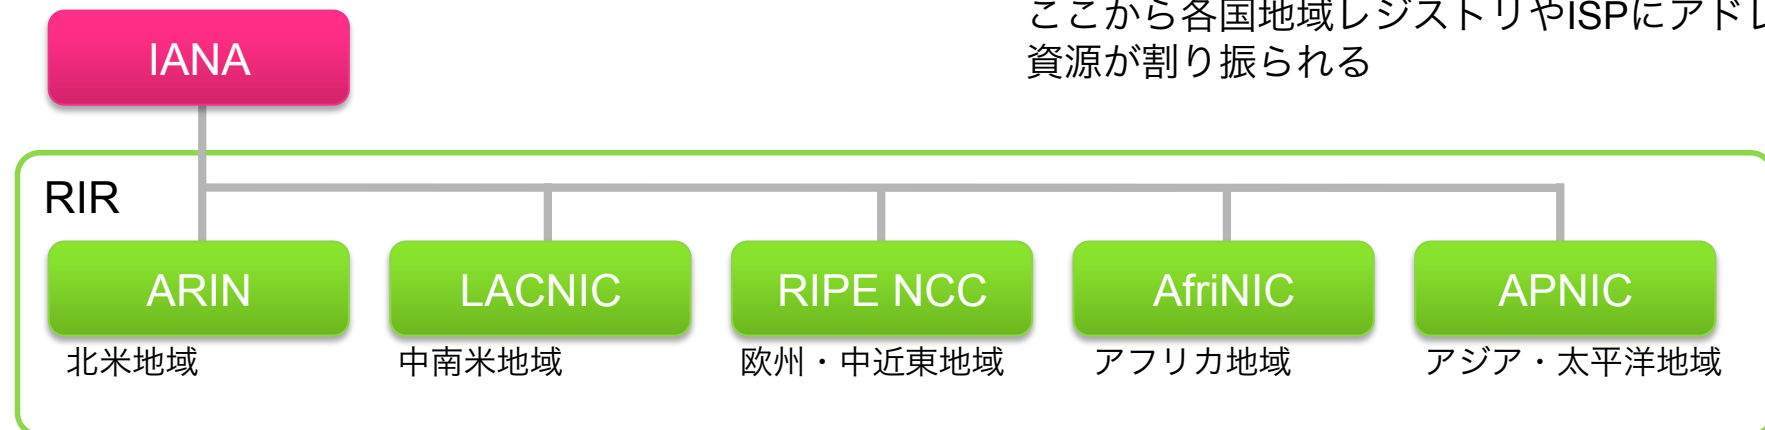 ここから各国地域レジストリやISPにアドレ
資源が割り振られる
IANA
RIR
ARIN
LACNIC
RIPE NCC
AfriNIC
APNIC
北米地域
中南米地域
欧州・中近東地域
アフリカ地域
アジア・太平洋地域